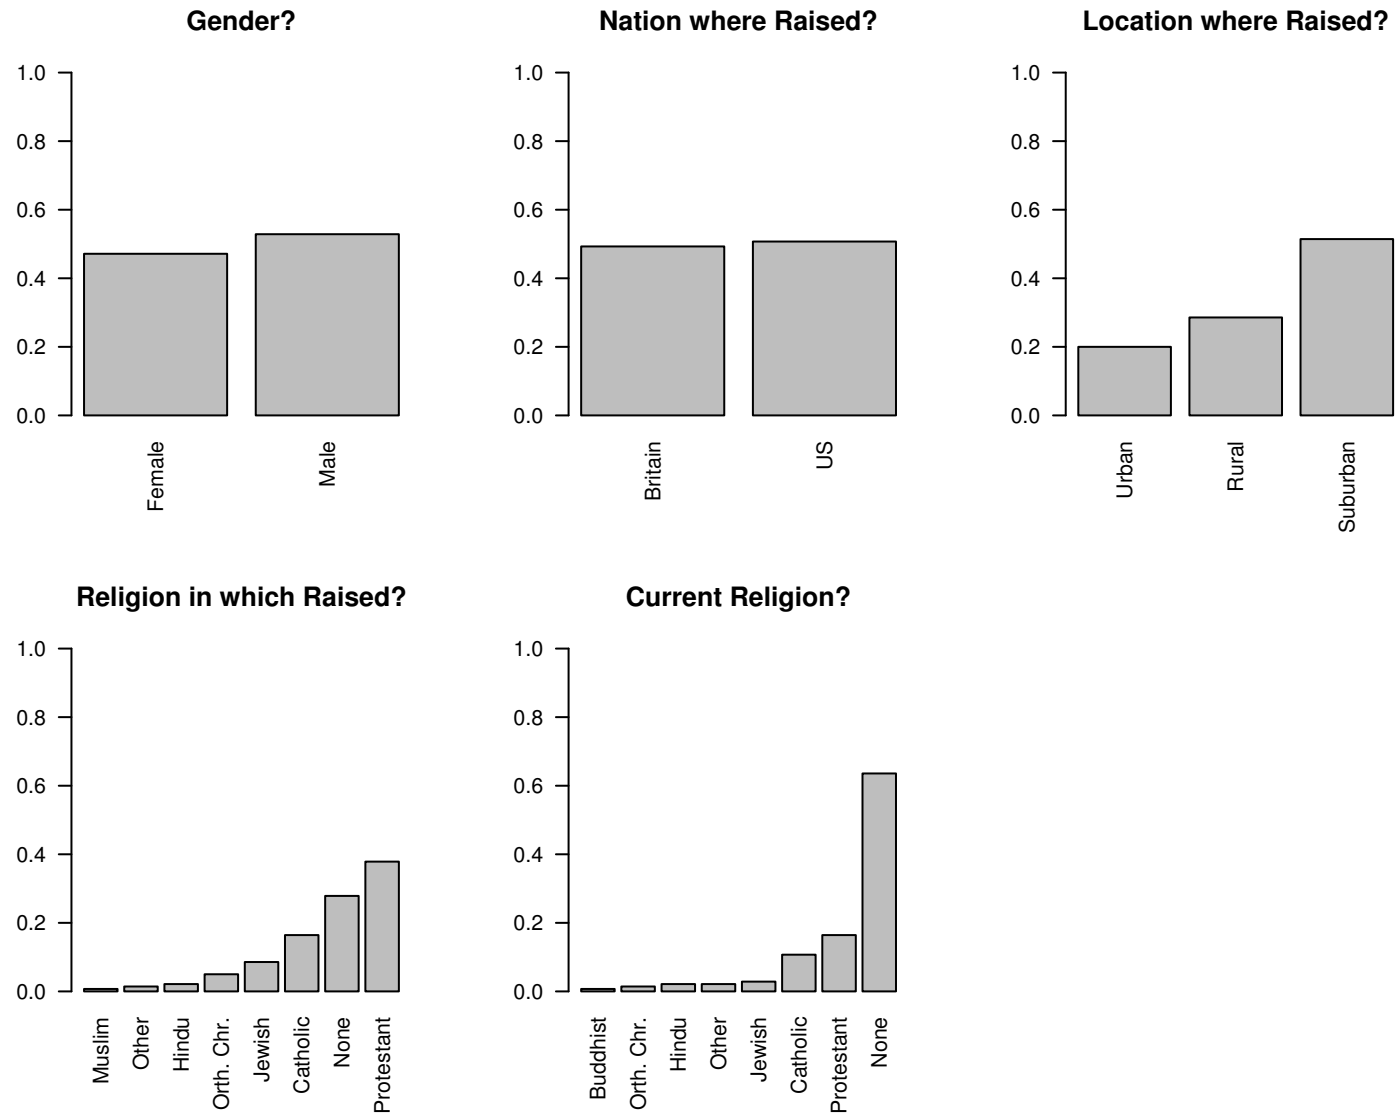 Gender?
1.0
0.8
0.6
0.4
0.2
0.0
Female
Male
Nation where Raised?
1.0
0.8
0.6
0.4
0.2
0.0
Britain
US
Location where Raised?
1.0
0.8
0.6
0.4
0.2
0.0
Urban
Rural
Suburban
Religion in which Raised?
1.0
0.8
0.6
0.4
0.2
0.0
Muslim
Other
Hindu
Orth. Chr.
Jewish
Catholic
None
Protestant
Current Religion?
1.0
0.8
0.6
0.4
0.2
0.0
Buddhist
Orth. Chr.
Hindu
Other
Jewish
Catholic
Protestant
None